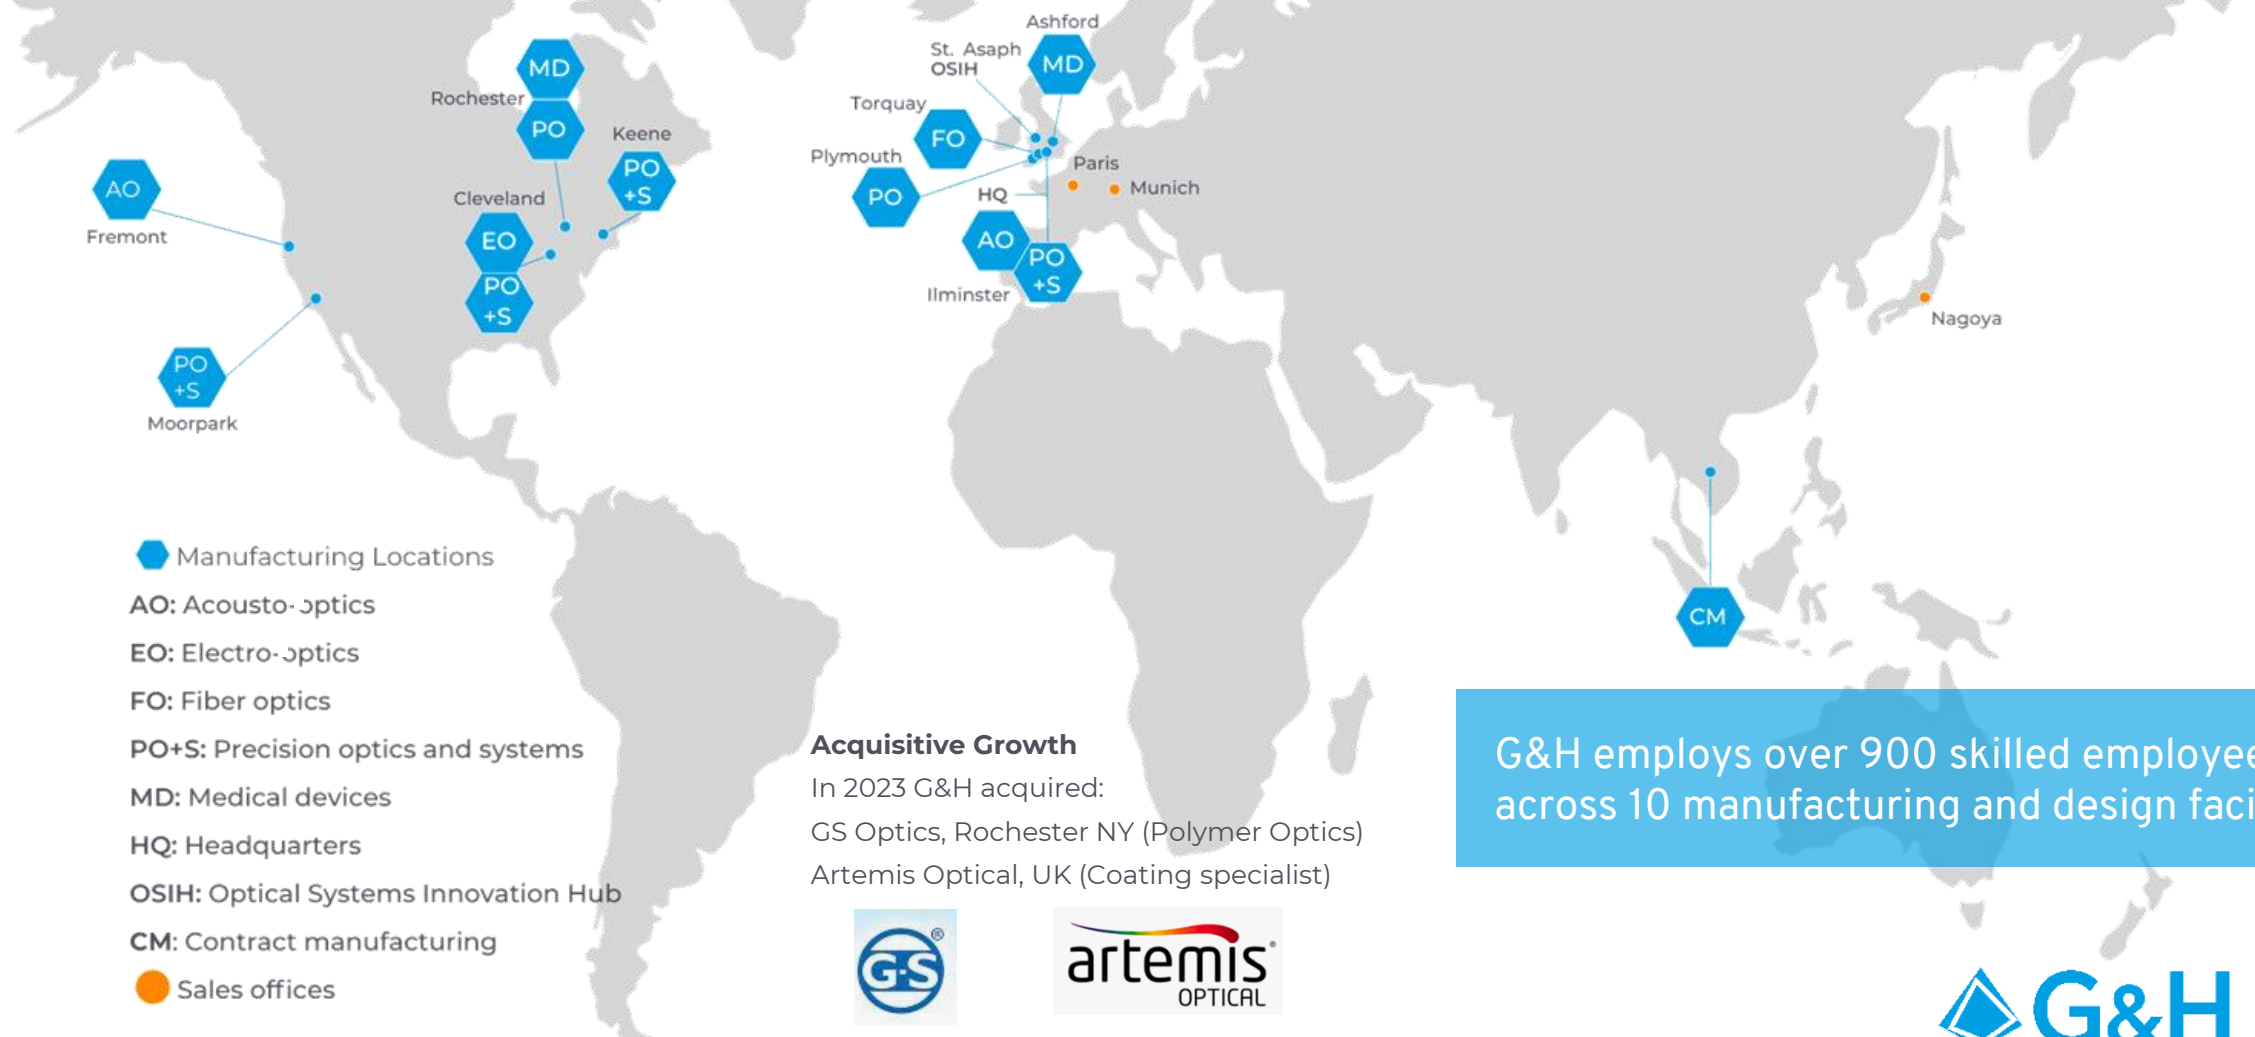 Ashford
St. Asaph
OSIH
MD
MD
Rochester
PO
Torquay
FO
Keene
PO
+S
Plymouth
PO
Paris
Munich
HQ
AO
Fremont
Cleveland
EO
PO
+S
AO
PO
+S
Ilminster
Nagoya
PO
+S
Moorpark
CM
Manufacturing Locations
AO: Acousto-optics
EO: Electro-optics
FO: Fiber optics
PO+S: Precision optics and systems
MD: Medical devices
HQ: Headquarters
OSIH: Optical Systems Innovation Hub
CM: Contract manufacturing
Sales offices
Acquisitive Growth
In 2023 G&H acquired:
GS Optics, Rochester NY (Polymer Optics)
Artemis Optical, UK (Coating specialist)
G-S®
artemis®
OPTICAL
G&H employs over 900 skilled employee
across 10 manufacturing and design faci
G&H